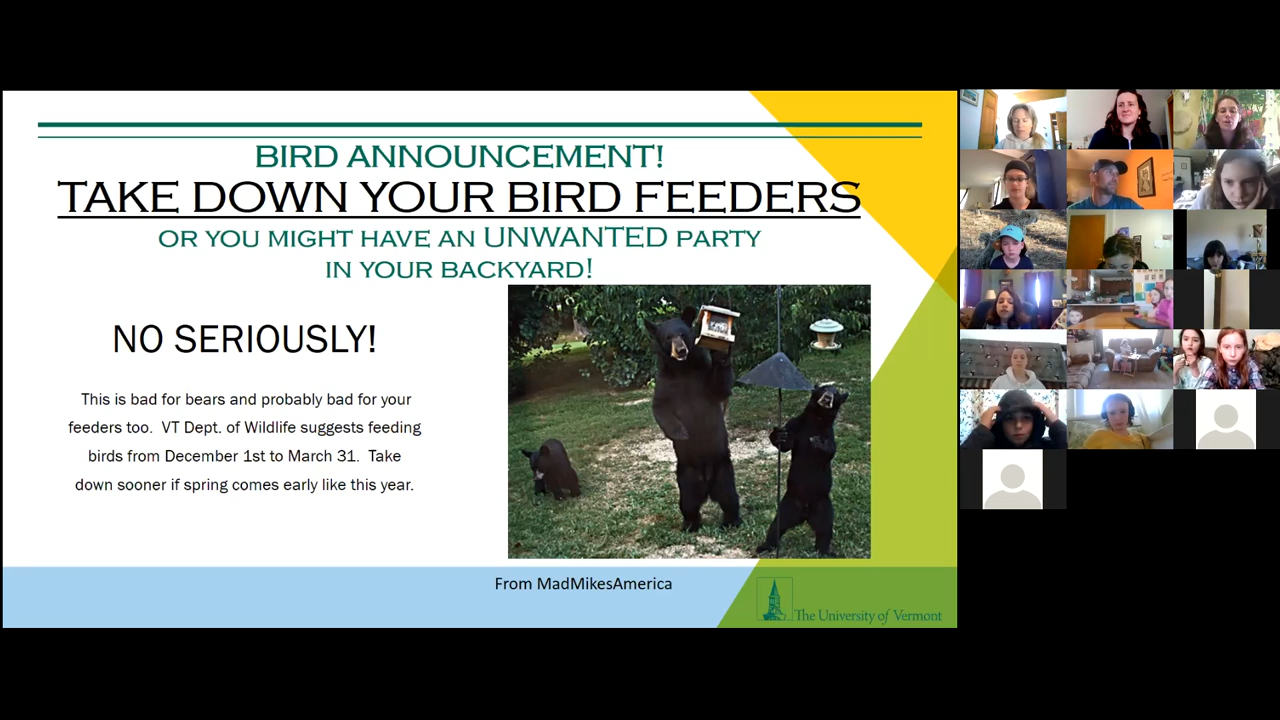 BIRD ANNOUNCEMENT!
TAKE DOWN YOUR BIRD FEEDERS
OR YOU MIGHT HAVE AN UNWANTED PARTY
IN YOUR BACKYARD!
NO SERIOUSLY!
This is bad for bears and probably bad for your
feeders too. VT Dept. of Wildlife suggests feeding
birds from December 1st to March 31. Take
down sooner if spring comes early like this year.
From MadMikesAmerica
The University of Vermont